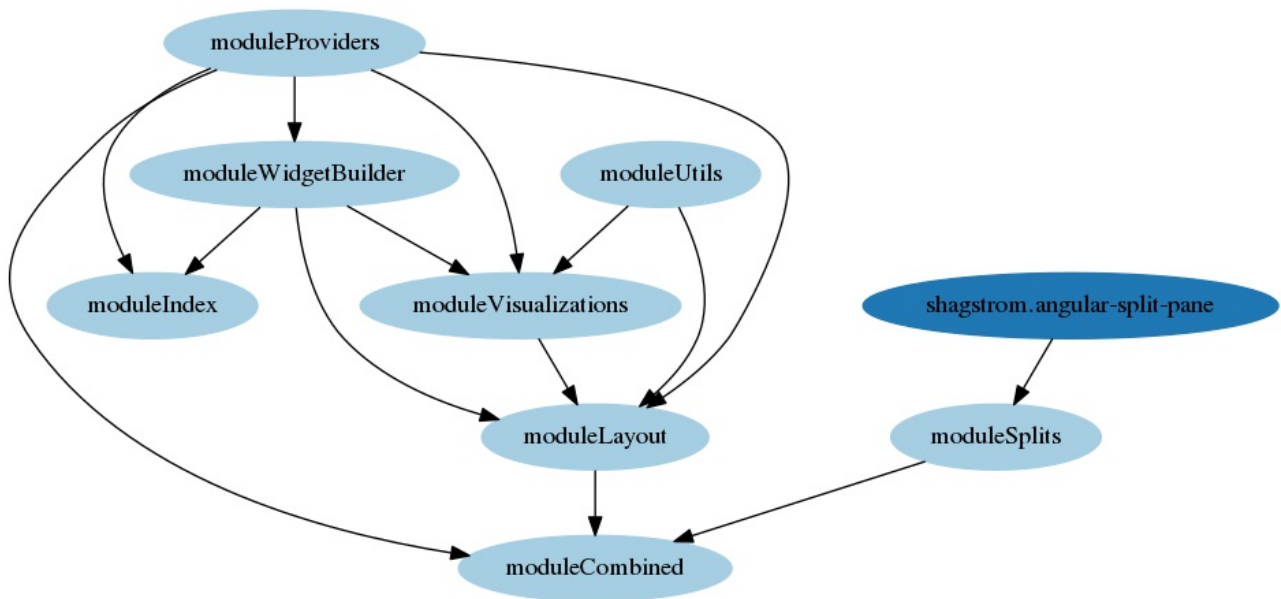 moduleProviders
moduleWidgetBuilder
moduleUtils
moduleIndex
moduleVisualizations
shagstrom.angular-split-pane
moduleLayout
moduleSplits
moduleCombined